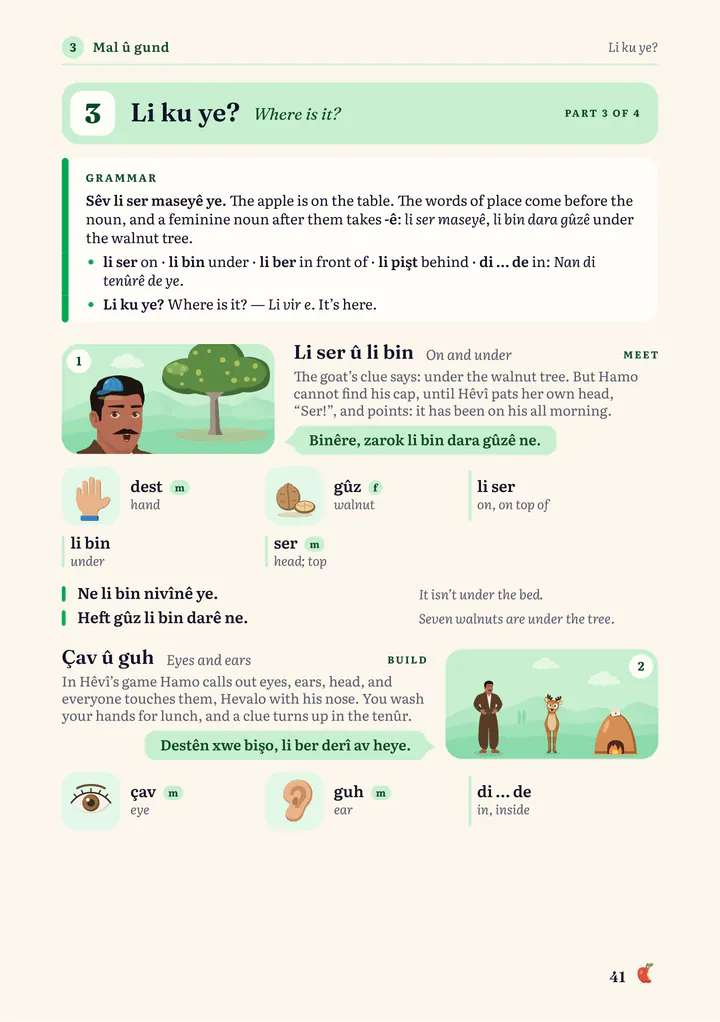 3 Mal û gund
Li ku ye?
3 Li ku ye? Where is it? PART 3 OF 4
GRAMMAR
Sêv li ser maseyê ye. The apple is on the table. The words of place come before the
noun, and a feminine noun after them takes -ê: li ser maseyê, li bin dara gûzê under
the walnut tree.
• li ser on · li bin under · li ber in front of · li pişt behind · di … de in: Nan di
tenûrê de ye.
• Li ku ye? Where is it? — Li vir e. It’s here.
1
Li ser û li bin On and under MEET
The goat’s clue says: under the walnut tree. But Hamo
cannot find his cap, until Hêvî pats her own head,
“Ser!”, and points: it has been on his all morning.
Binêre, zarok li bin dara gûzê ne.
dest m
hand
gûz f
walnut
li ser
on, on top of
li bin
under
ser m
head; top
Ne li bin nivînê ye. It isn’t under the bed.
Heft gûz li bin darê ne. Seven walnuts are under the tree.
Çav û guh Eyes and ears BUILD
In Hêvî’s game Hamo calls out eyes, ears, head, and
everyone touches them, Hevalo with his nose. You wash
your hands for lunch, and a clue turns up in the tenûr.
Destên xwe bişo, li ber derî av heye.
2
çav m
eye
guh m
ear
di … de
in, inside
41